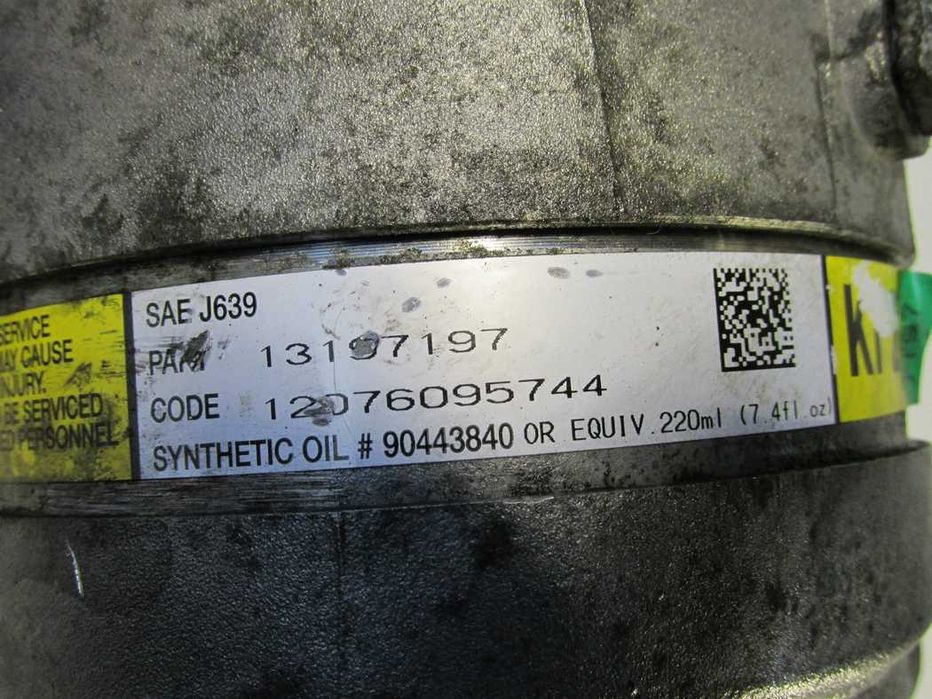 SERVICE
MAY CAUSE
INJURY.
BE SERVICED
PERSONNEL
SAE J639
PART 13197197
CODE 12076095744
SYNTHETIC OIL # 90443840 OR EQUIV. 220ml (7.4fl.oz)